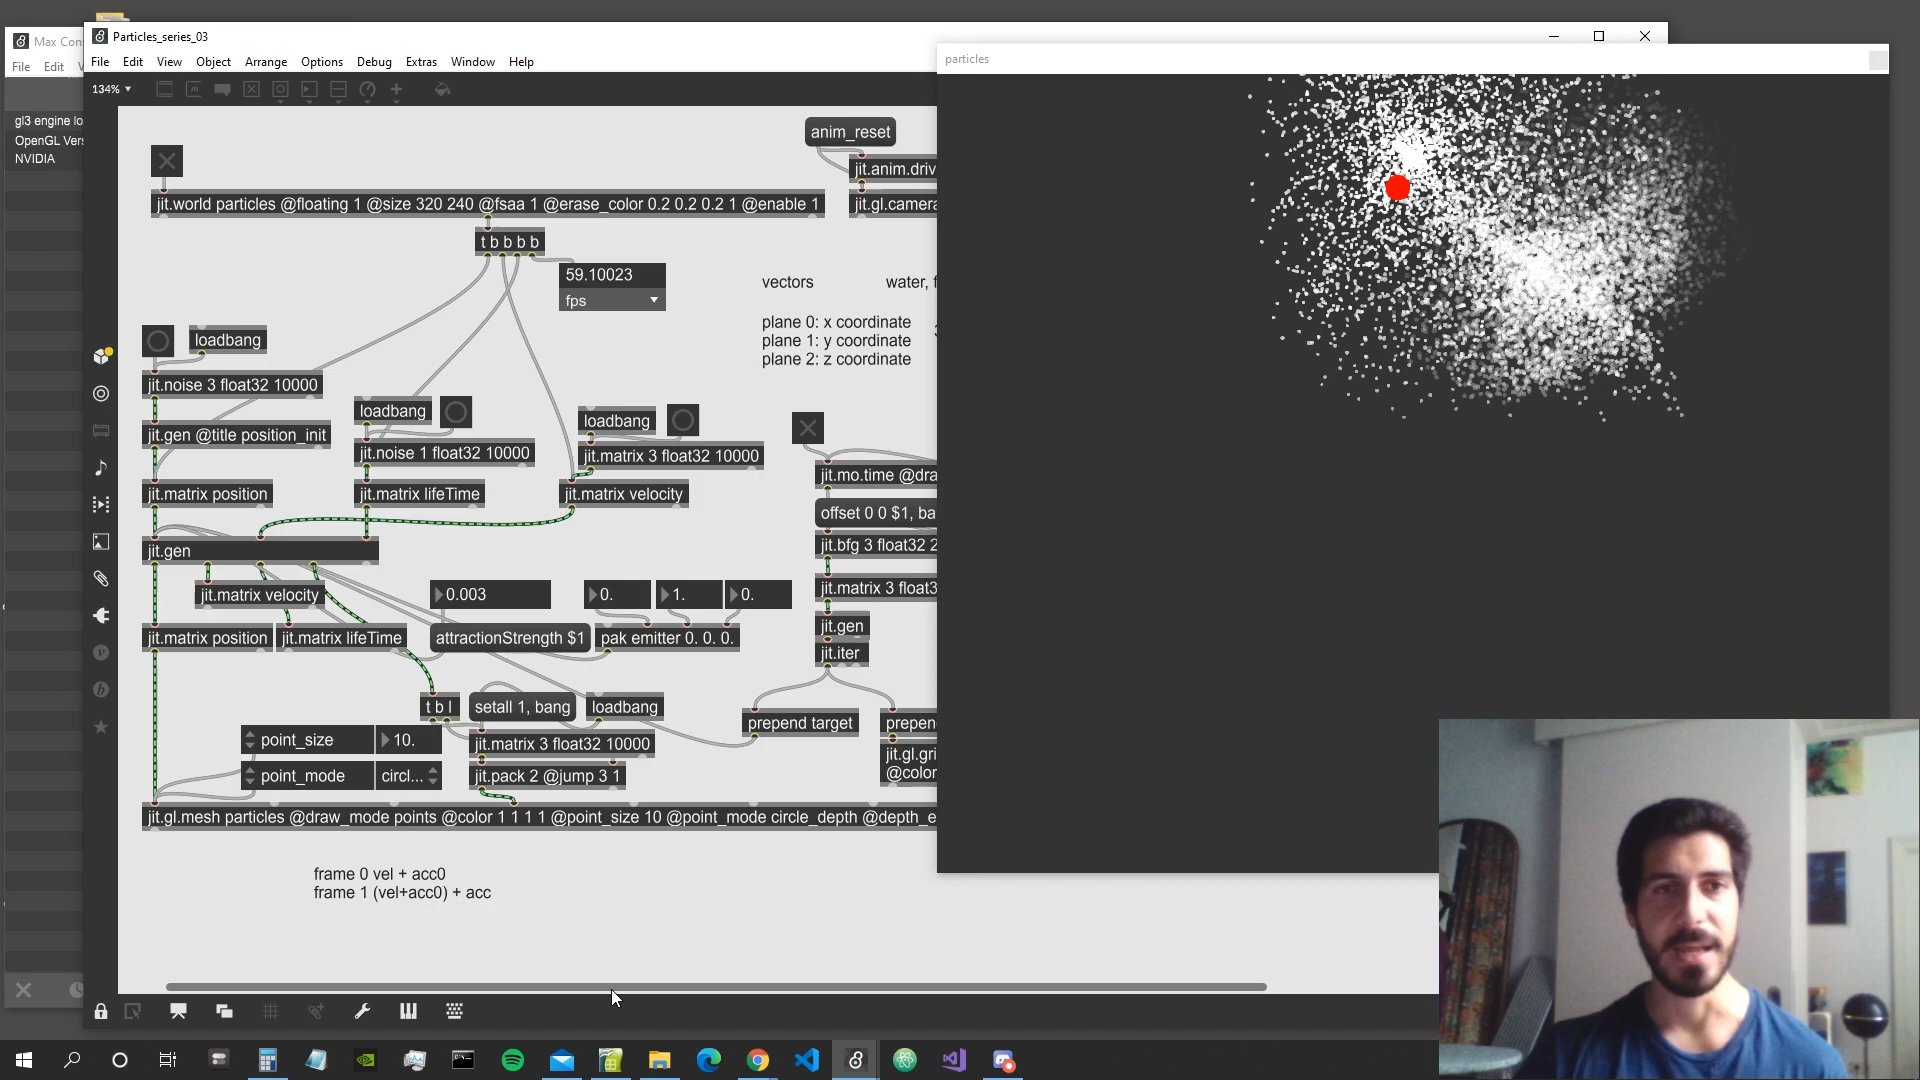 Max Con
File Edit
gl3 engine lo
OpenGL Vers
NVIDIA
Particles_series_03
File Edit View Object Arrange Options Debug Extras Window Help
134%
particles
anim_reset
jit.anim.driv
jit.world particles @floating 1 @size 320 240 @fsaa 1 @erase_color 0.2 0.2 0.2 1 @enable 1
jit.gl.camera
t b b b b
59.10023
fps
vectors
water, f
plane 0: x coordinate
plane 1: y coordinate
plane 2: z coordinate
loadbang
jit.noise 3 float32 10000
loadbang
loadbang
jit.gen @title position_init
jit.noise 1 float32 10000
jit.matrix 3 float32 10000
jit.mo.time @dra
jit.matrix position
jit.matrix lifeTime
jit.matrix velocity
offset 0 0 $1, ba
jit.gen
jit.bfg 3 float32 2
jit.matrix velocity
0.003
0.
1.
0.
jit.matrix 3 float3
jit.gen
jit.matrix position
jit.matrix lifeTime
attractionStrength $1
pak emitter 0. 0. 0.
jit.iter
t b l
setall 1, bang
loadbang
prepend target
prepen
point_size
10.
jit.matrix 3 float32 10000
jit.gl.gri
@color
point_mode
circl...
jit.pack 2 @jump 3 1
jit.gl.mesh particles @draw_mode points @color 1 1 1 1 @point_size 10 @point_mode circle_depth @depth_e
frame 0 vel + acc0
frame 1 (vel+acc0) + acc